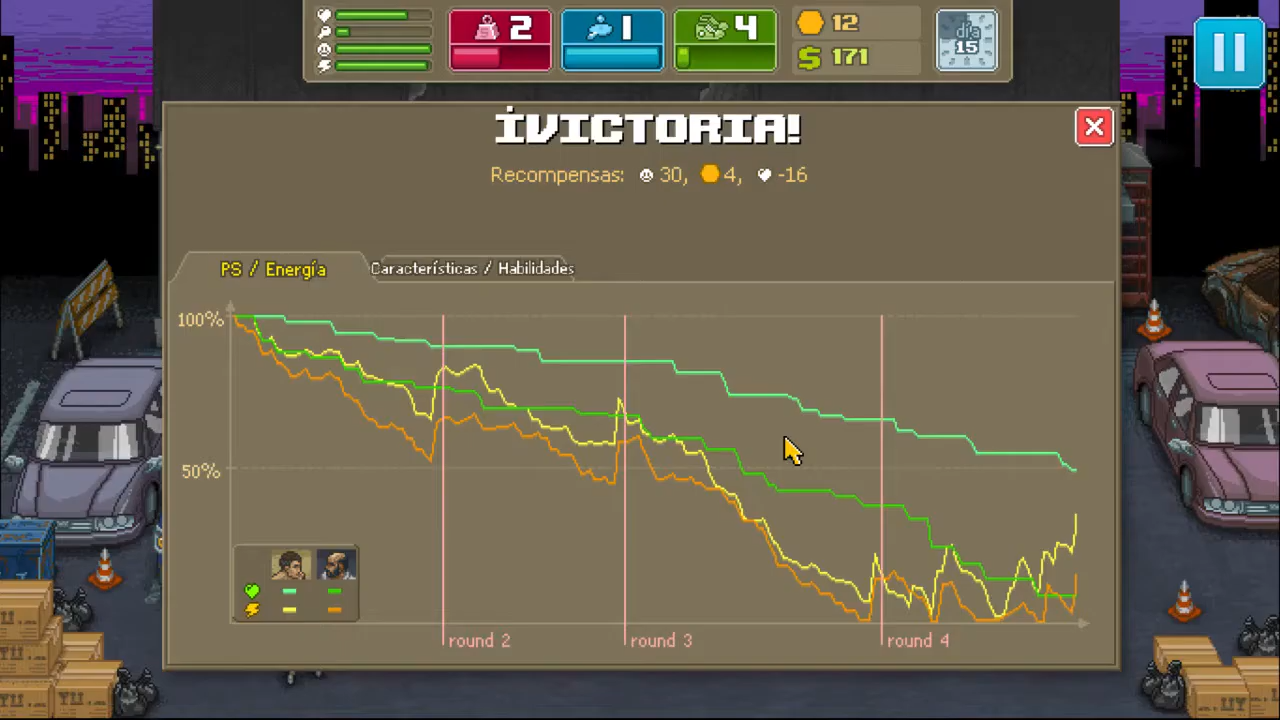 2
1
4
12
$ 171
día
15
¡VICTORIA!
Recompensas: 30, 4, -16
PS / Energía
Características / Habilidades
100%
50%
round 2
round 3
round 4